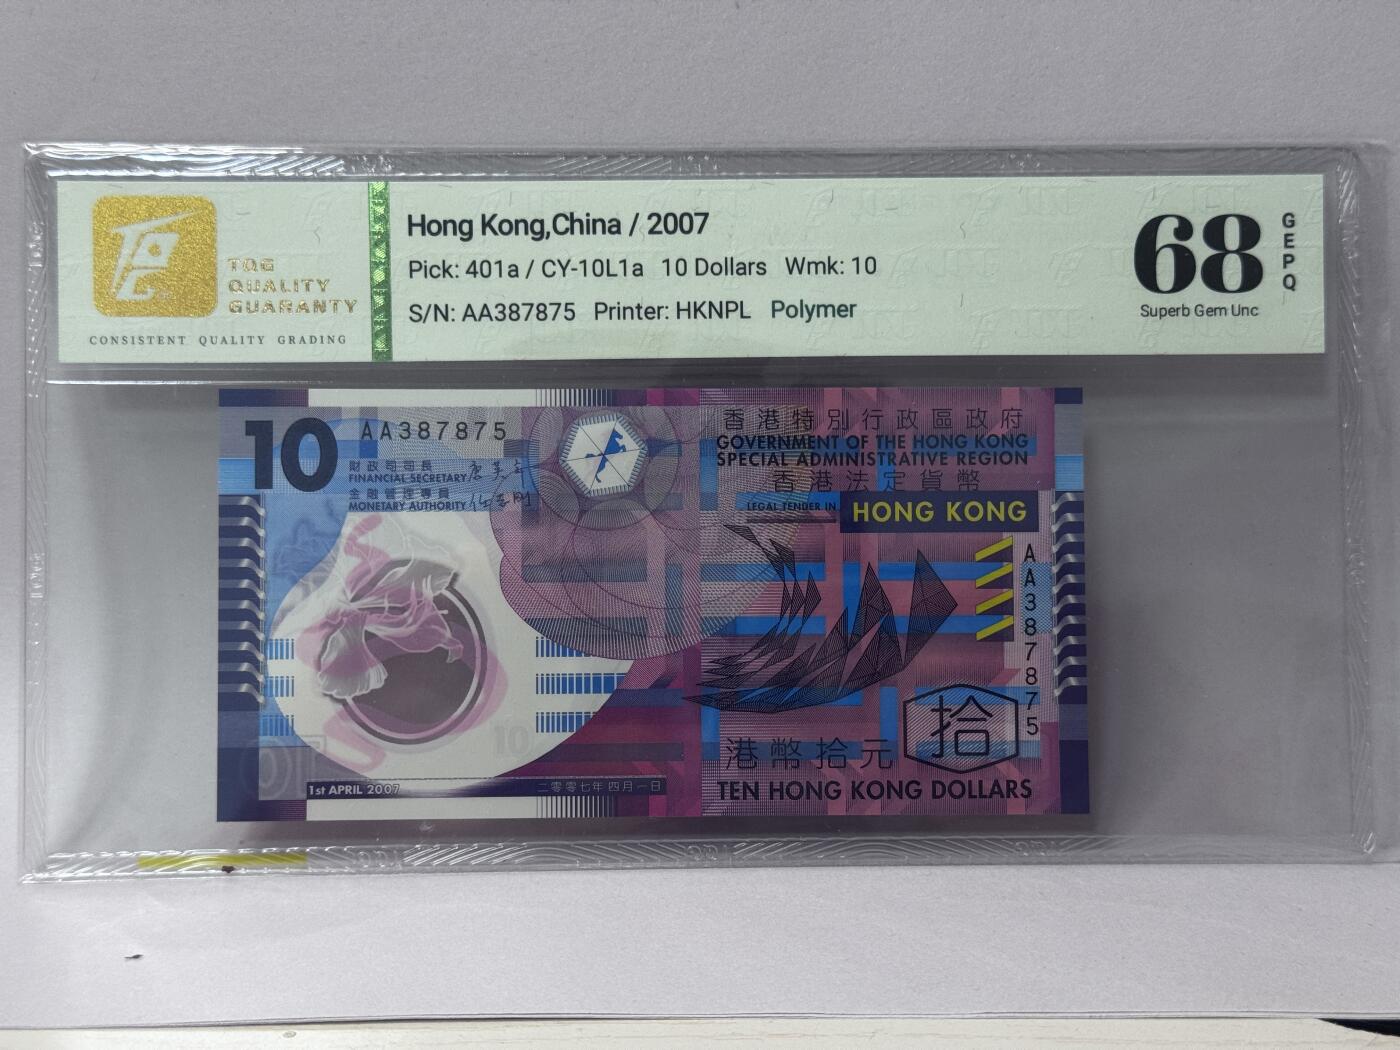 TQG
QUALITY
GUARANTY
CONSISTENT QUALITY GRADING
Hong Kong,China / 2007
Pick: 401a / CY-10L1a 10 Dollars Wmk: 10
S/N: AA387875 Printer: HKNPL Polymer
68
GEPQ
Superb Gem Unc
10
AA387875
財政司司長
FINANCIAL SECRETARY
金融管理專員
MONETARY AUTHORITY
香港特別行政區政府
GOVERNMENT OF THE HONG KONG
SPECIAL ADMINISTRATIVE REGION
香港法定貨幣
LEGAL TENDER IN HONG KONG
AA387875
10
拾
港幣拾元
TEN HONG KONG DOLLARS
1st APRIL 2007
二零零七年四月一日